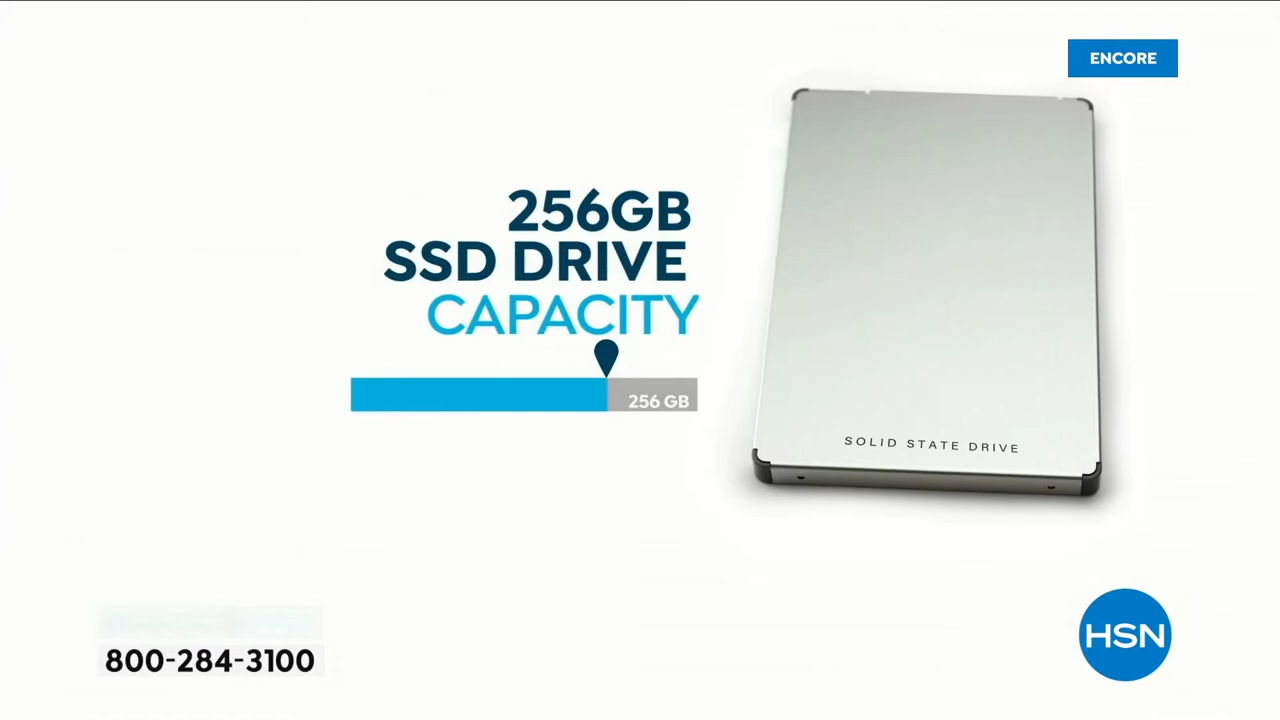 ENCORE
256GB
SSD DRIVE
CAPACITY
256 GB
SOLID STATE DRIVE
800-284-3100
HSN